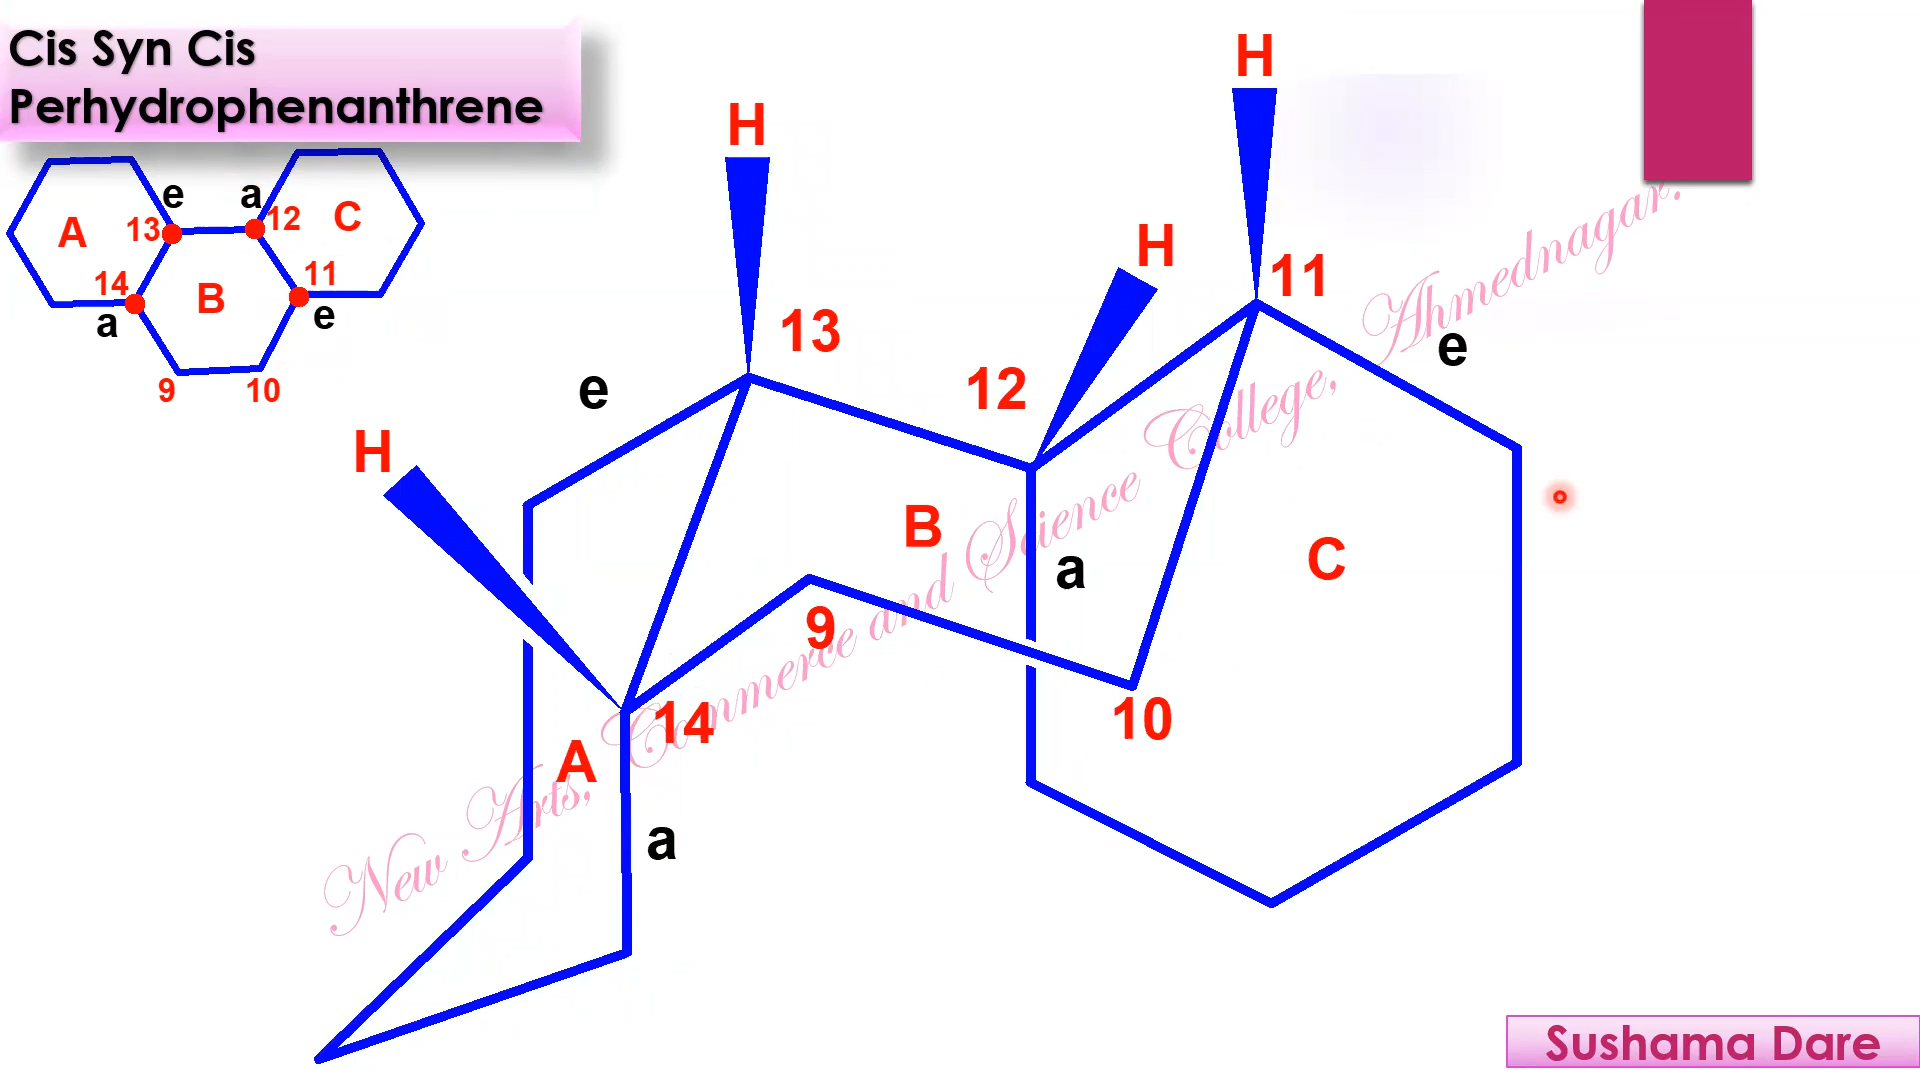 Cis Syn Cis
Perhydrophenanthrene
e a
A 13 12 C
14 B 11
a e
9 10
H
H
H
13
11
12
e
e
H
B
a
C
9
14
10
A
a
New Arts, Commerce and Science College, Ahmednagar.
Sushama Dare